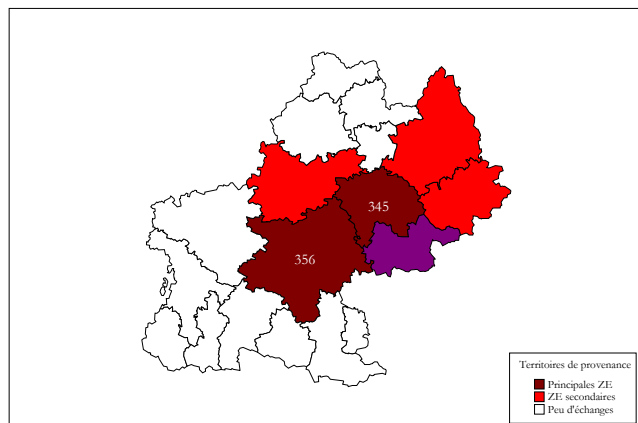 345
356
Territoires de provenance
Principales ZE
ZE secondaires
Peu d'échanges